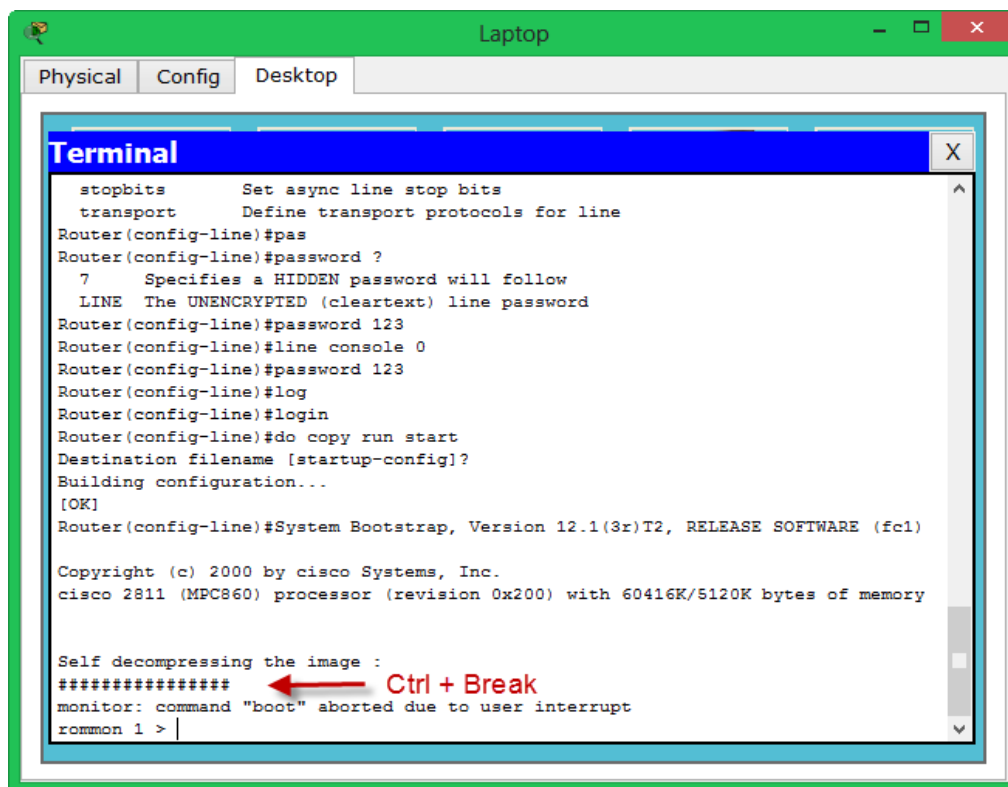 Laptop
Physical Config Desktop
Terminal X
stopbits Set async line stop bits
transport Define transport protocols for line
Router(config-line)#pas
Router(config-line)#password ?
7 Specifies a HIDDEN password will follow
LINE The UNENCRYPTED (cleartext) line password
Router(config-line)#password 123
Router(config-line)#line console 0
Router(config-line)#password 123
Router(config-line)#log
Router(config-line)#login
Router(config-line)#do copy run start
Destination filename [startup-config]?
Building configuration...
[OK]
Router(config-line)#System Bootstrap, Version 12.1(3r)T2, RELEASE SOFTWARE (fc1)
Copyright (c) 2000 by cisco Systems, Inc.
cisco 2811 (MPC860) processor (revision 0x200) with 60416K/5120K bytes of memory
Self decompressing the image :
################ Ctrl + Break
monitor: command "boot" aborted due to user interrupt
rommon 1 >